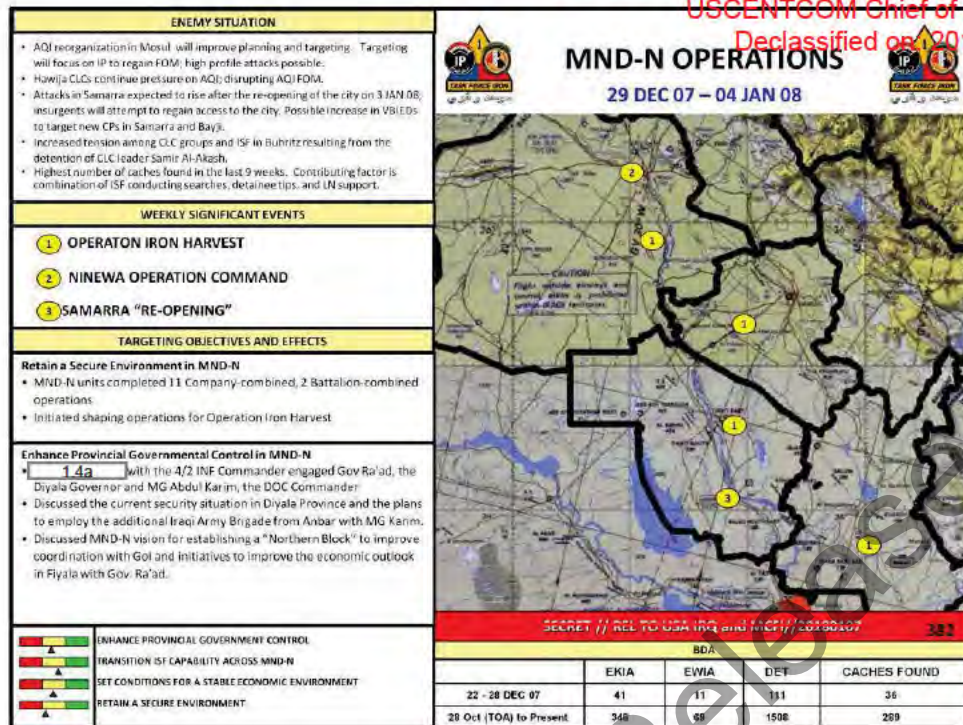 USCENTCOM Chief of
Declassified on 201
ENEMY SITUATION
• AQI reorganization in Mosul will improve planning and targeting. Targeting
will focus on IP to regain FOM; high profile attacks possible.
• Hawija CLCs continue pressure on AQI; disrupting AQI FOM.
• Attacks in Samarra expected to rise after the re-opening of the city on 3 JAN 08;
insurgents will attempt to regain access to the city. Possible increase in VBIEDs
to target new CPs in Samarra and Bayji.
• Increased tension among CLC groups and ISF in Buhritz resulting from the
detention of CLC leader Samir Al-Akash.
• Highest number of caches found in the last 9 weeks. Contributing factor is
combination of ISF conducting searches, detainee tips, and LN support.
WEEKLY SIGNIFICANT EVENTS
1 OPERATON IRON HARVEST
2 NINEWA OPERATION COMMAND
3 SAMARRA "RE-OPENING"
TARGETING OBJECTIVES AND EFFECTS
Retain a Secure Environment in MND-N
• MND-N units completed 11 Company-combined, 2 Battalion-combined
operations
• Initiated shaping operations for Operation Iron Harvest
Enhance Provincial Governmental Control in MND-N
• 1.4a with the 4/2 INF Commander engaged Gov Ra'ad, the
Diyala Governor and MG Abdul Karim, the DOC Commander
• Discussed the current security situation in Diyala Province and the plans
to employ the additional Iraqi Army Brigade from Anbar with MG Karim.
• Discussed MND-N vision for establishing a "Northern Block" to improve
coordination with GoI and initiatives to improve the economic outlook
in Fiyala with Gov. Ra'ad.
ENHANCE PROVINCIAL GOVERNMENT CONTROL
TRANSITION ISF CAPABILITY ACROSS MND-N
SET CONDITIONS FOR A STABLE ECONOMIC ENVIRONMENT
RETAIN A SECURE ENVIRONMENT
IP
TASK FORCE IRON
MND-N OPERATIONS
29 DEC 07 – 04 JAN 08
IP
TASK FORCE IRON
2
1
CAUTION
1
1
3
1
SECRET // REL TO USA IRQ and MCFI//20180107
382
BDA
EKIA EWIA DET CACHES FOUND
22 - 28 DEC 07 41 11 111 36
28 Oct (TOA) to Present 348 69 1508 289
Release